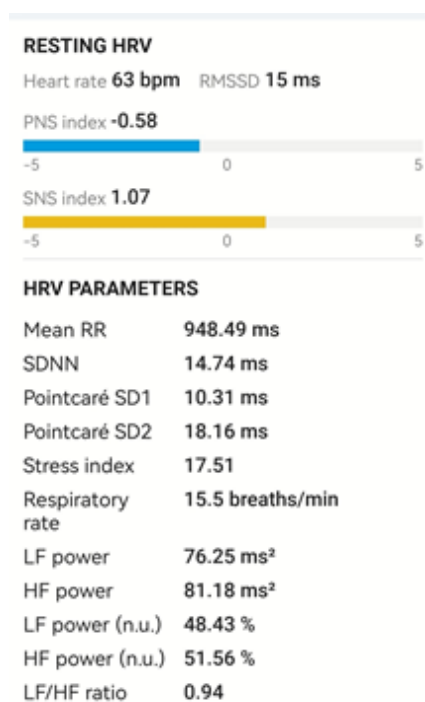 RESTING HRV
Heart rate 63 bpm RMSSD 15 ms
PNS index -0.58
-5 0 5
SNS index 1.07
-5 0 5
HRV PARAMETERS
Mean RR 948.49 ms
SDNN 14.74 ms
Pointcaré SD1 10.31 ms
Pointcaré SD2 18.16 ms
Stress index 17.51
Respiratory 15.5 breaths/min
rate
LF power 76.25 ms²
HF power 81.18 ms²
LF power (n.u.) 48.43 %
HF power (n.u.) 51.56 %
LF/HF ratio 0.94